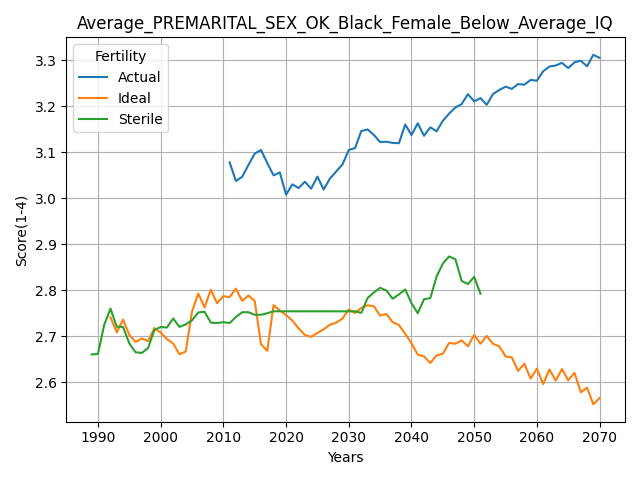 Average_PREMARITAL_SEX_OK_Black_Female_Below_Average_IQ
Fertility
Actual
Ideal
Sterile
Score(1-4)
3.3
3.2
3.1
3.0
2.9
2.8
2.7
2.6
1990 2000 2010 2020 2030 2040 2050 2060 2070
Years